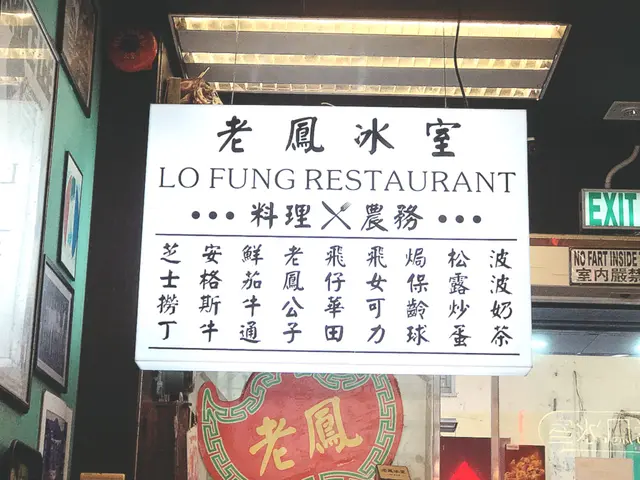 老鳳冰室
LO FUNG RESTAURANT
••• 料理 農務 •••
芝士撈丁
安格斯牛
鮮茄牛通
老鳳公子
飛仔華田
飛女可力
焗保齡球
松露炒蛋
波波奶茶
EXIT
NO FART INSIDE
室內嚴禁
老鳳